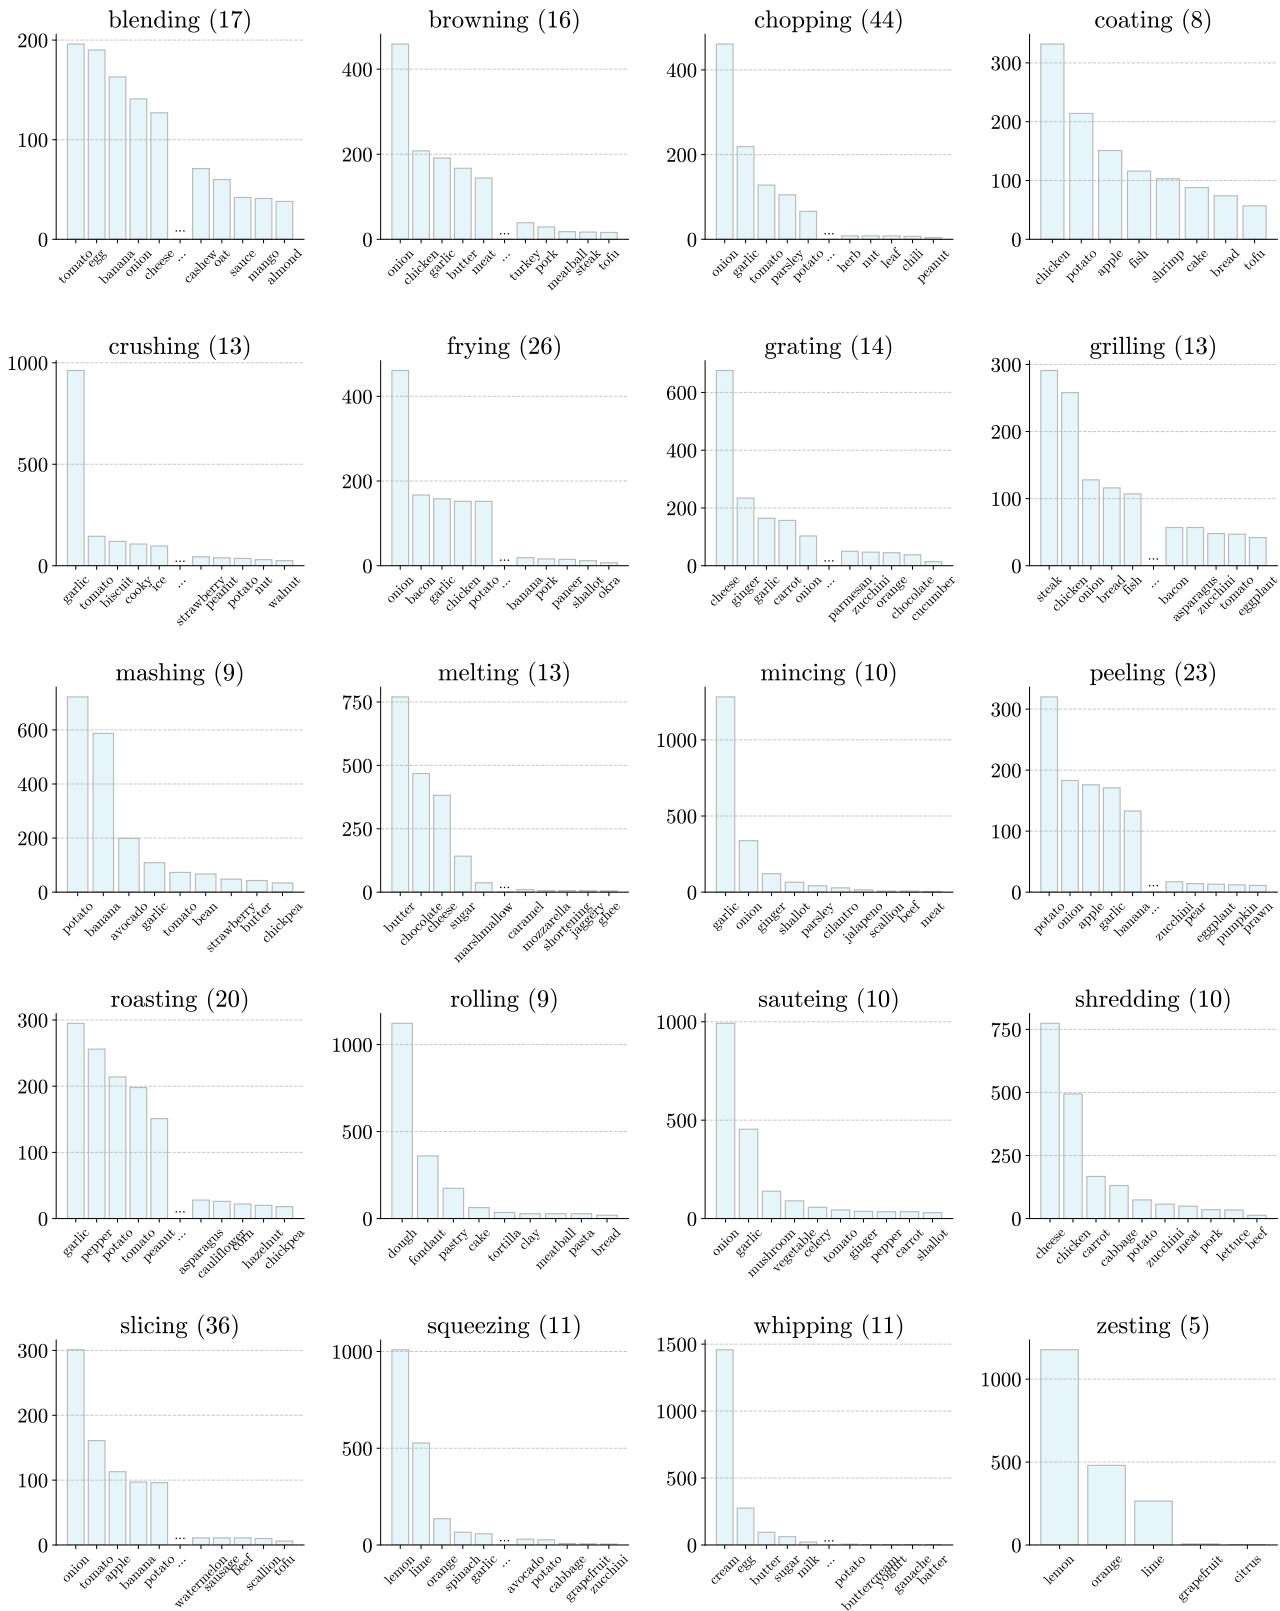 blending (17)
200
100
0
tomato egg banana onion cheese ... cashew oat sauce mango almond
browning (16)
400
200
0
onion chicken garlic butter meat ... turkey pork meatball steak tofu
chopping (44)
400
200
0
onion garlic tomato parsley potato ... herb nut leaf chili peanut
coating (8)
300
200
100
0
chicken potato apple fish shrimp cake bread tofu
crushing (13)
1000
500
0
garlic tomato biscuit cooky ice ... strawberry peanut potato nut walnut
frying (26)
400
200
0
onion bacon garlic chicken potato ... banana pork paneer shallot okra
grating (14)
600
400
200
0
cheese ginger garlic carrot onion ... parmesan zucchini orange chocolate cucumber
grilling (13)
300
200
100
0
steak chicken onion bread fish ... bacon asparagus zucchini tomato eggplant
mashing (9)
600
400
200
0
potato banana avocado garlic tomato bean strawberry butter chickpea
melting (13)
750
500
250
0
butter chocolate cheese sugar marshmallow ... caramel mozzarella shortening jaggery ghee
mincing (10)
1000
500
0
garlic onion ginger shallot parsley cilantro jalapeno scallion beef meat
peeling (23)
300
200
100
0
potato onion apple garlic banana ... zucchini pear eggplant pumpkin prawn
roasting (20)
300
200
100
0
garlic pepper potato tomato peanut ... asparagus cauliflower corn hazelnut chickpea
rolling (9)
1000
500
0
dough fondant pastry cake tortilla clay meatball pasta bread
sauteing (10)
1000
500
0
onion garlic mushroom vegetable celery tomato ginger pepper carrot shallot
shredding (10)
750
500
250
0
cheese chicken carrot cabbage potato zucchini meat pork lettuce beef
slicing (36)
300
200
100
0
onion tomato apple banana potato ... watermelon sausage beef scallion tofu
squeezing (11)
1000
500
0
lemon lime orange spinach garlic ... avocado potato cabbage grapefruit zucchini
whipping (11)
1500
1000
500
0
cream egg butter sugar milk ... potato buttercream yogurt ganache batter
zesting (5)
1000
500
0
lemon orange lime grapefruit citrus